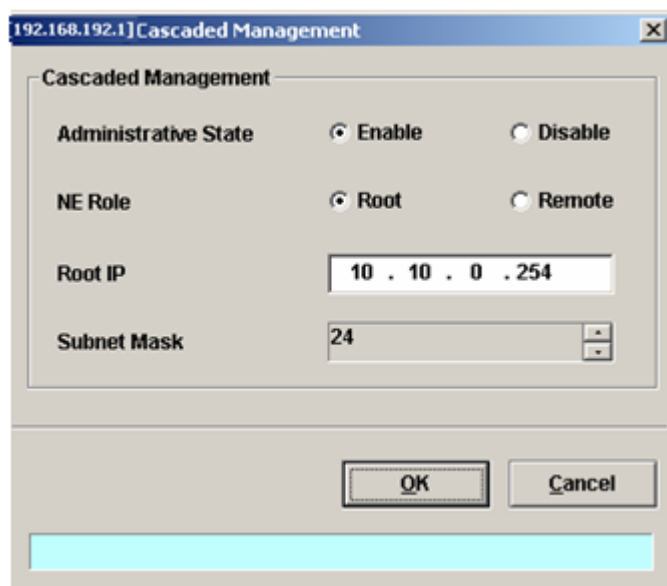 [192.168.192.1] Cascaded Management
Cascaded Management
Administrative State Enable Disable
NE Role Root Remote
Root IP 10 . 10 . 0 . 254
Subnet Mask 24
OK Cancel